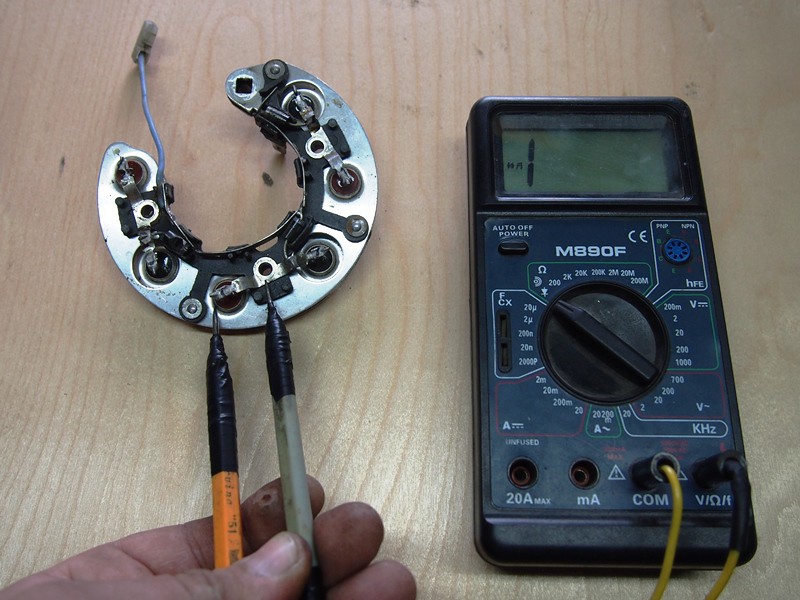 1
AUTO OFF
POWER
CE
PNP NPN
M890F
hFE
Ω
200 2K 20K 200K 2M 20M 200M
F
CX
20µ
2µ
200n
20n
2000P
V
200m
2
20
200
1000
2m
20m
200m
20
A
20 200
m
A~
20 2
20
200
700
V~
KHz
UNFUSED
20A MAX
mA
COM
V/Ω/f